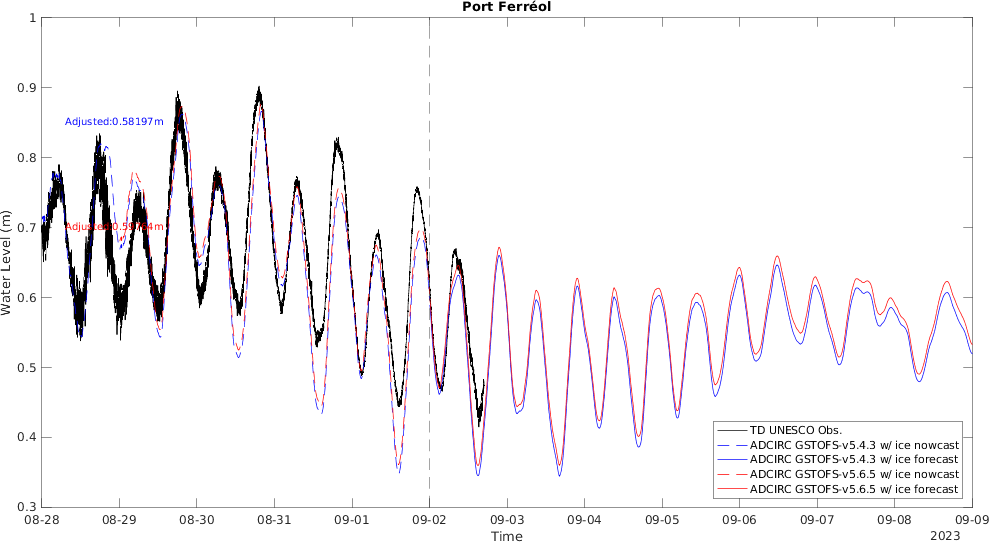 Port Ferréol
1
0.9
0.8
0.7
0.6
0.5
0.4
0.3
Water Level (m)
Adjusted:0.58197m
08-28
08-29
08-30
08-31
09-01
09-02
09-03
09-04
09-05
09-06
09-07
09-08
09-09
Time
2023
TD UNESCO Obs.
ADCIRC GSTOFS-v5.4.3 w/ ice nowcast
ADCIRC GSTOFS-v5.4.3 w/ ice forecast
ADCIRC GSTOFS-v5.6.5 w/ ice nowcast
ADCIRC GSTOFS-v5.6.5 w/ ice forecast